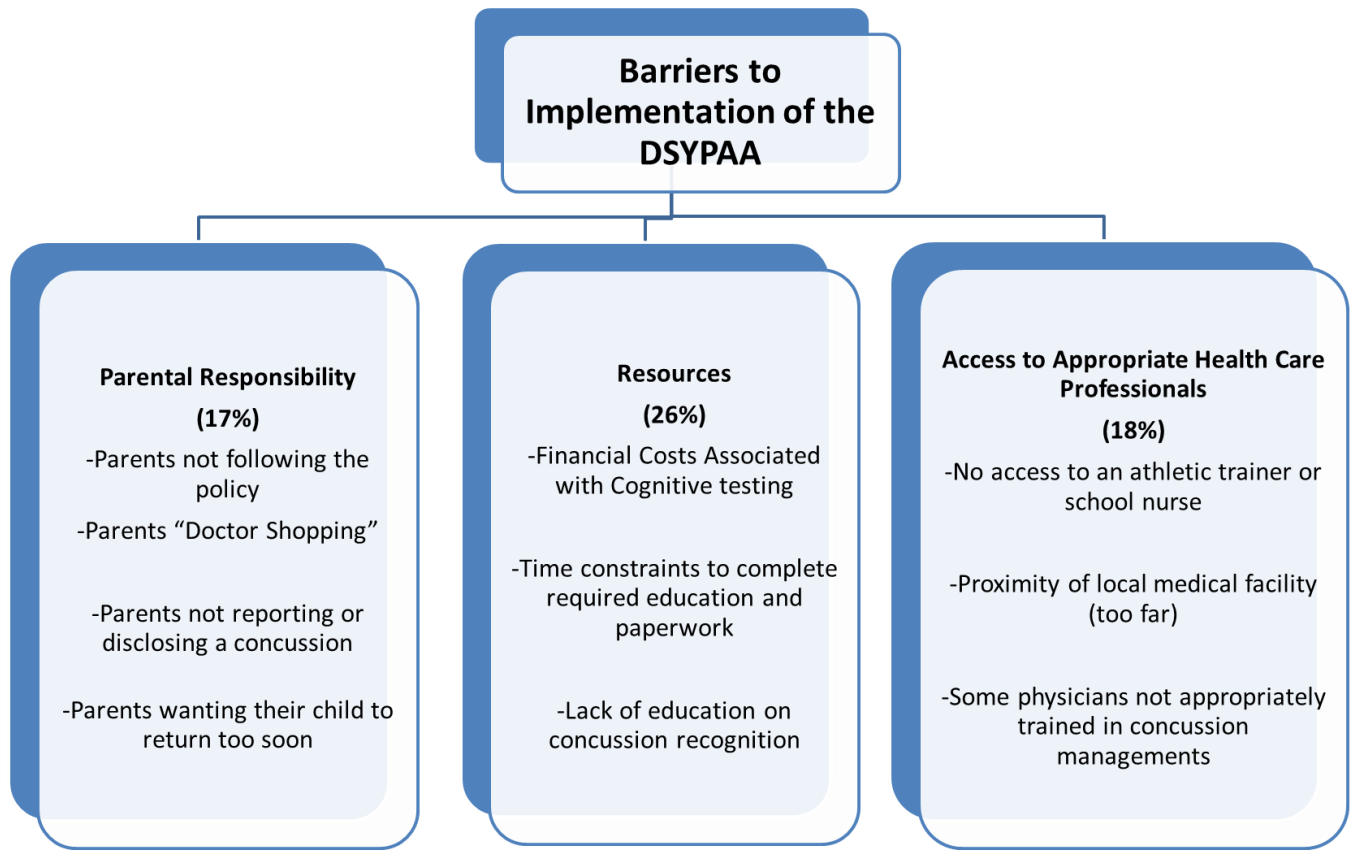 Barriers to
Implementation of the
DSYPAA
Parental Responsibility
(17%)
-Parents not following the
policy
-Parents “Doctor Shopping”
-Parents not reporting or
disclosing a concussion
-Parents wanting their child to
return too soon
Resources
(26%)
-Financial Costs Associated
with Cognitive testing
-Time constraints to complete
required education and
paperwork
-Lack of education on
concussion recognition
Access to Appropriate Health Care
Professionals
(18%)
-No access to an athletic trainer or
school nurse
-Proximity of local medical facility
(too far)
-Some physicians not appropriately
trained in concussion
managements